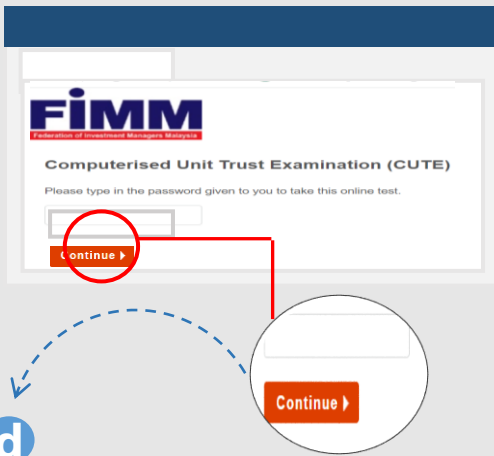 FiMM
Federation of Investment Managers Malaysia
Computerised Unit Trust Examination (CUTE)
Please type in the password given to you to take this online test.
Continue
Continue
d